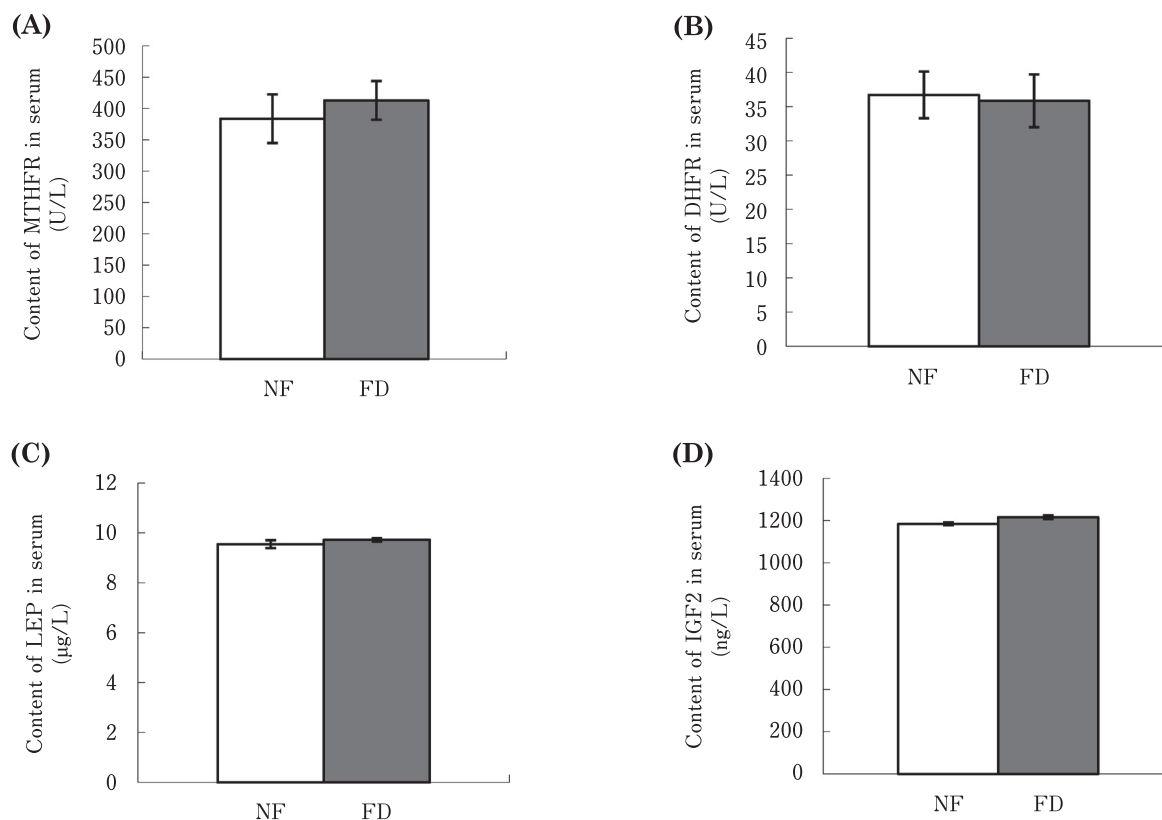 (A)
Content of MTHFR in serum
(U/L)
500
450
400
350
300
250
200
150
100
50
0
NF
FD
(B)
Content of DHFR in serum
(U/L)
45
40
35
30
25
20
15
10
5
0
NF
FD
(C)
Content of LEP in serum
(μg/L)
12
10
8
6
4
2
0
NF
FD
(D)
Content of IGF2 in serum
(ng/L)
1400
1200
1000
800
600
400
200
0
NF
FD